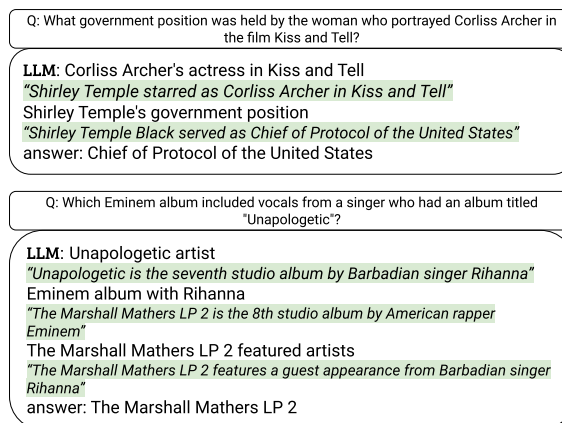 Q: What government position was held by the woman who portrayed Corliss Archer in
the film Kiss and Tell?
LLM: Corliss Archer's actress in Kiss and Tell
“Shirley Temple starred as Corliss Archer in Kiss and Tell”
Shirley Temple's government position
“Shirley Temple Black served as Chief of Protocol of the United States”
answer: Chief of Protocol of the United States
Q: Which Eminem album included vocals from a singer who had an album titled
"Unapologetic"?
LLM: Unapologetic artist
“Unapologetic is the seventh studio album by Barbadian singer Rihanna”
Eminem album with Rihanna
“The Marshall Mathers LP 2 is the 8th studio album by American rapper
Eminem”
The Marshall Mathers LP 2 featured artists
“The Marshall Mathers LP 2 features a guest appearance from Barbadian singer
Rihanna”
answer: The Marshall Mathers LP 2